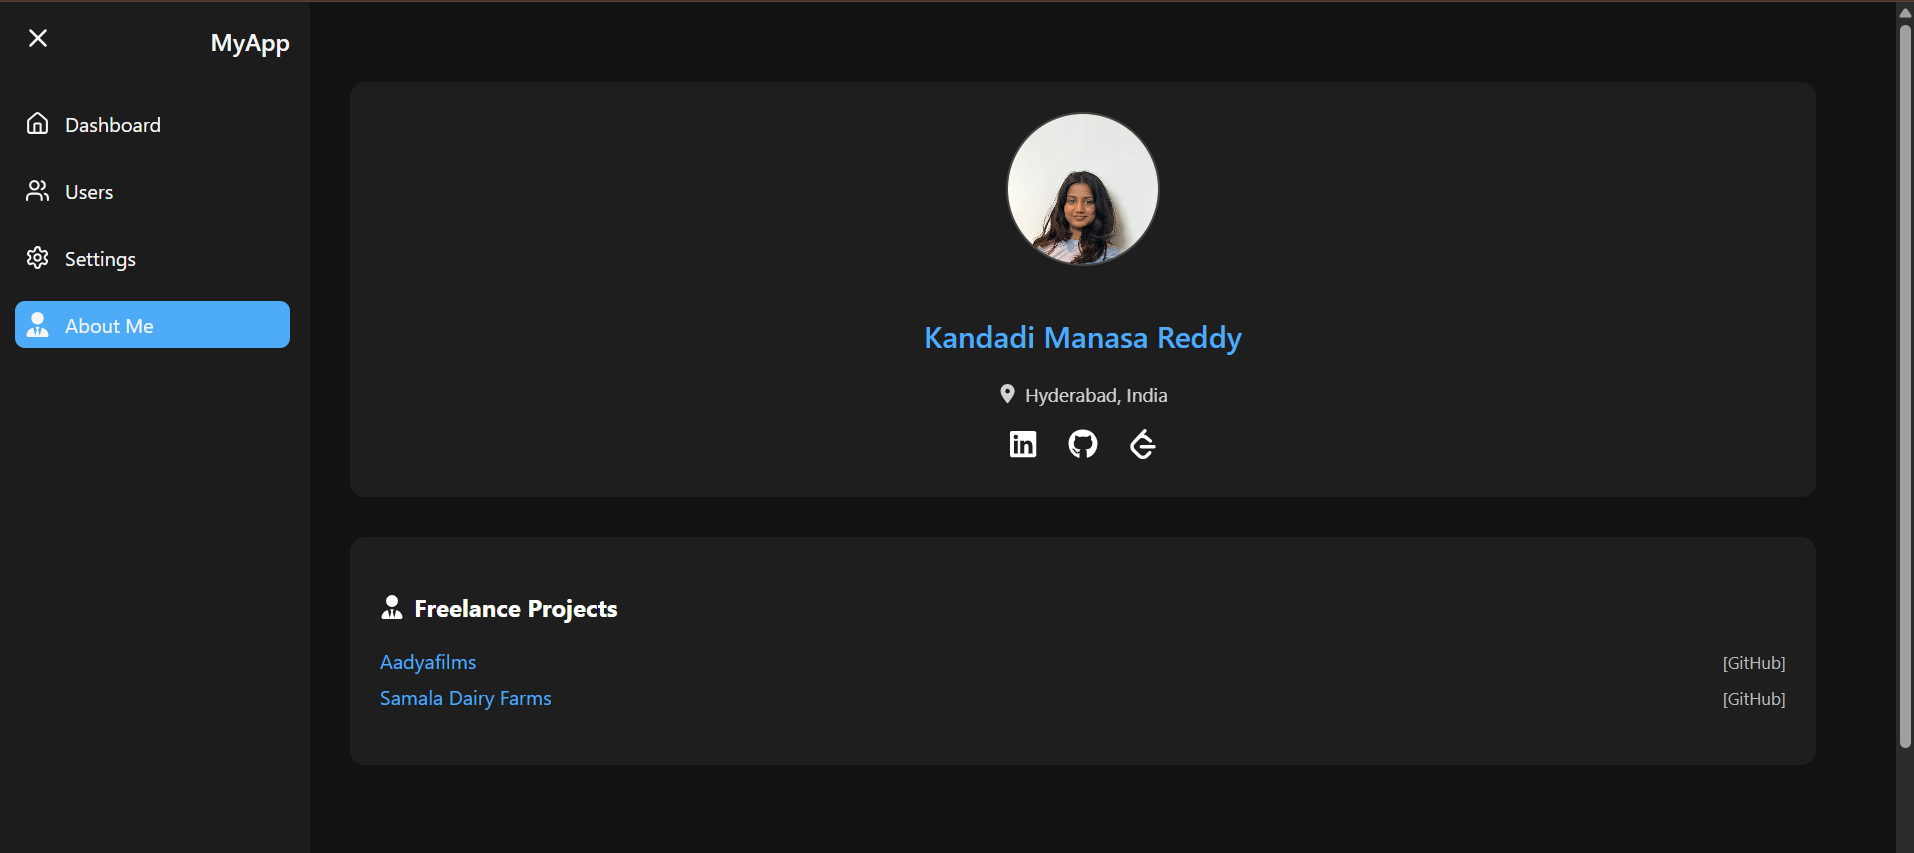 MyApp
Dashboard
Users
Settings
About Me
Kandadi Manasa Reddy
Hyderabad, India
in
Freelance Projects
Aadyafilms [GitHub]
Samala Dairy Farms [GitHub]